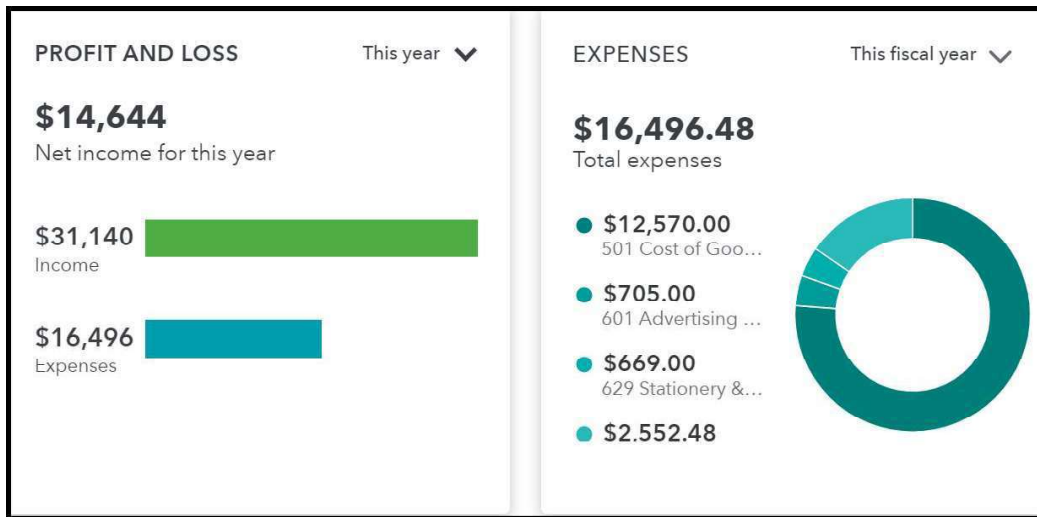 PROFIT AND LOSS
This year
$14,644
Net income for this year
$31,140
Income
$16,496
Expenses
EXPENSES
This fiscal year
$16,496.48
Total expenses
$12,570.00
501 Cost of Goo...
$705.00
601 Advertising ...
$669.00
629 Stationery &...
$2.552.48